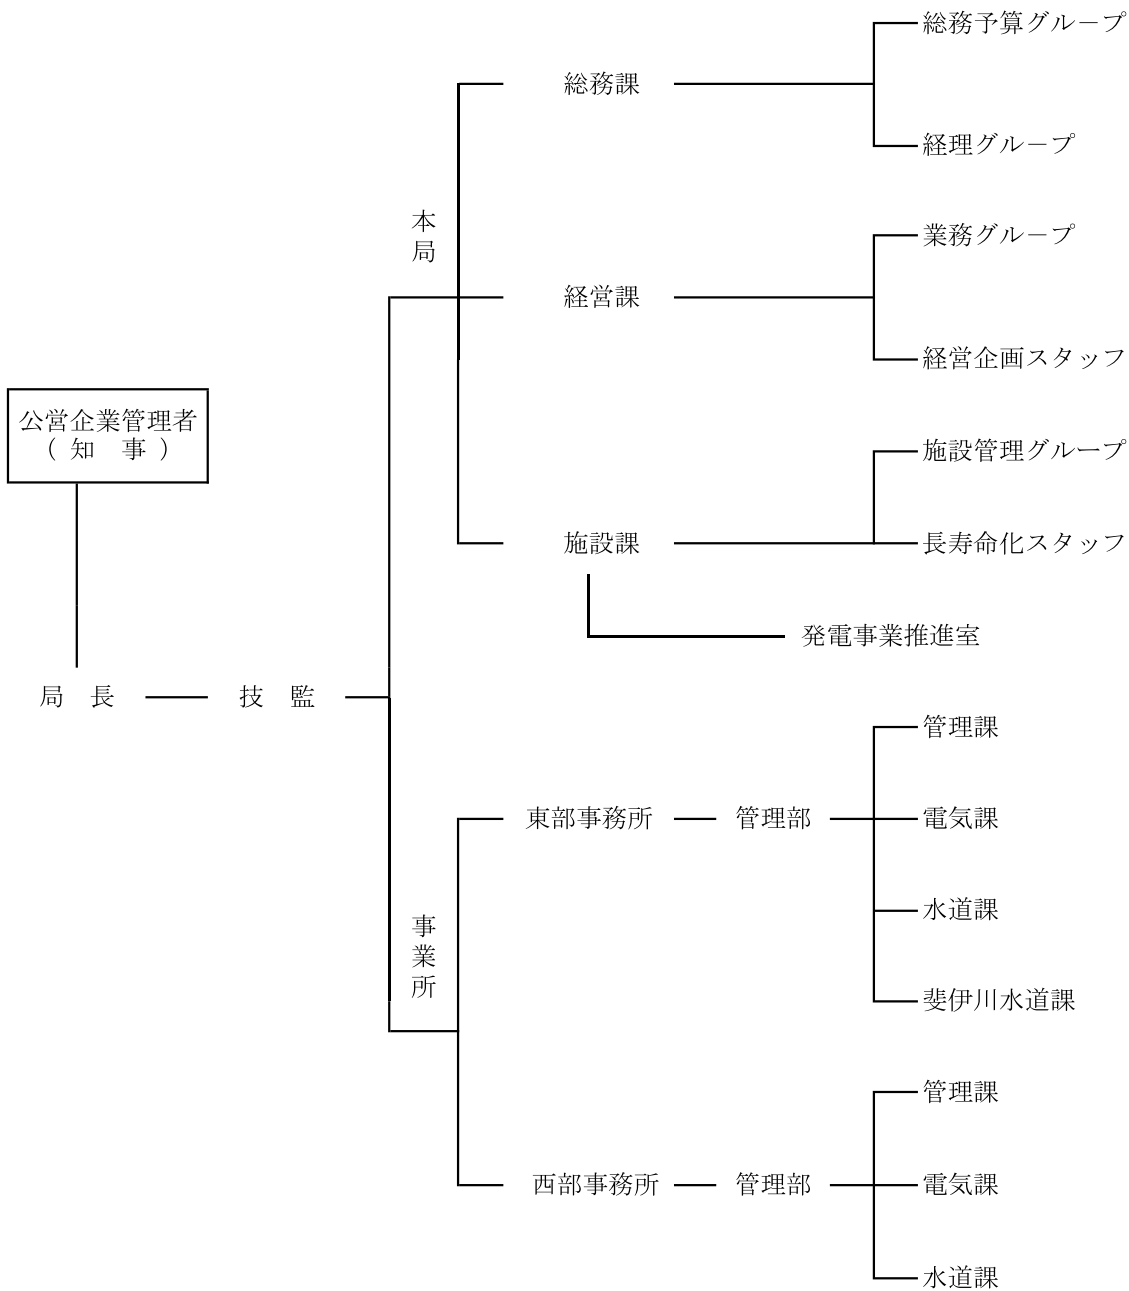 総務予算グループ
総務課
経理グループ
本局
業務グループ
経営課
経営企画スタッフ
公営企業管理者
（ 知　事 ）
施設管理グループ
施設課
長寿命化スタッフ
発電事業推進室
局　長
技　監
管理課
東部事務所
管理部
電気課
水道課
事業所
斐伊川水道課
管理課
西部事務所
管理部
電気課
水道課